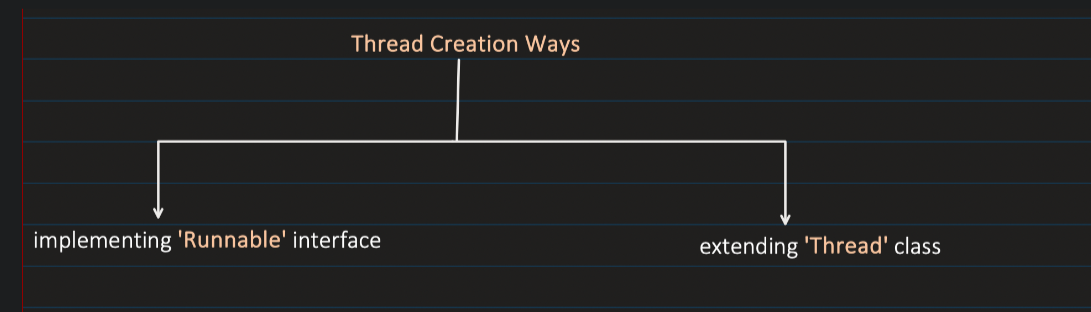 Thread Creation Ways
implementing 'Runnable' interface
extending 'Thread' class